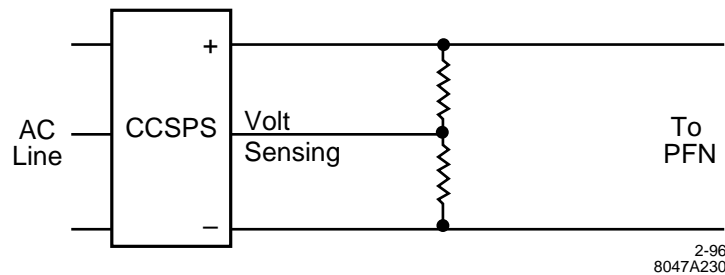 +
AC
Line
CCSPS
Volt
Sensing
To
PFN
–
2-96
8047A230